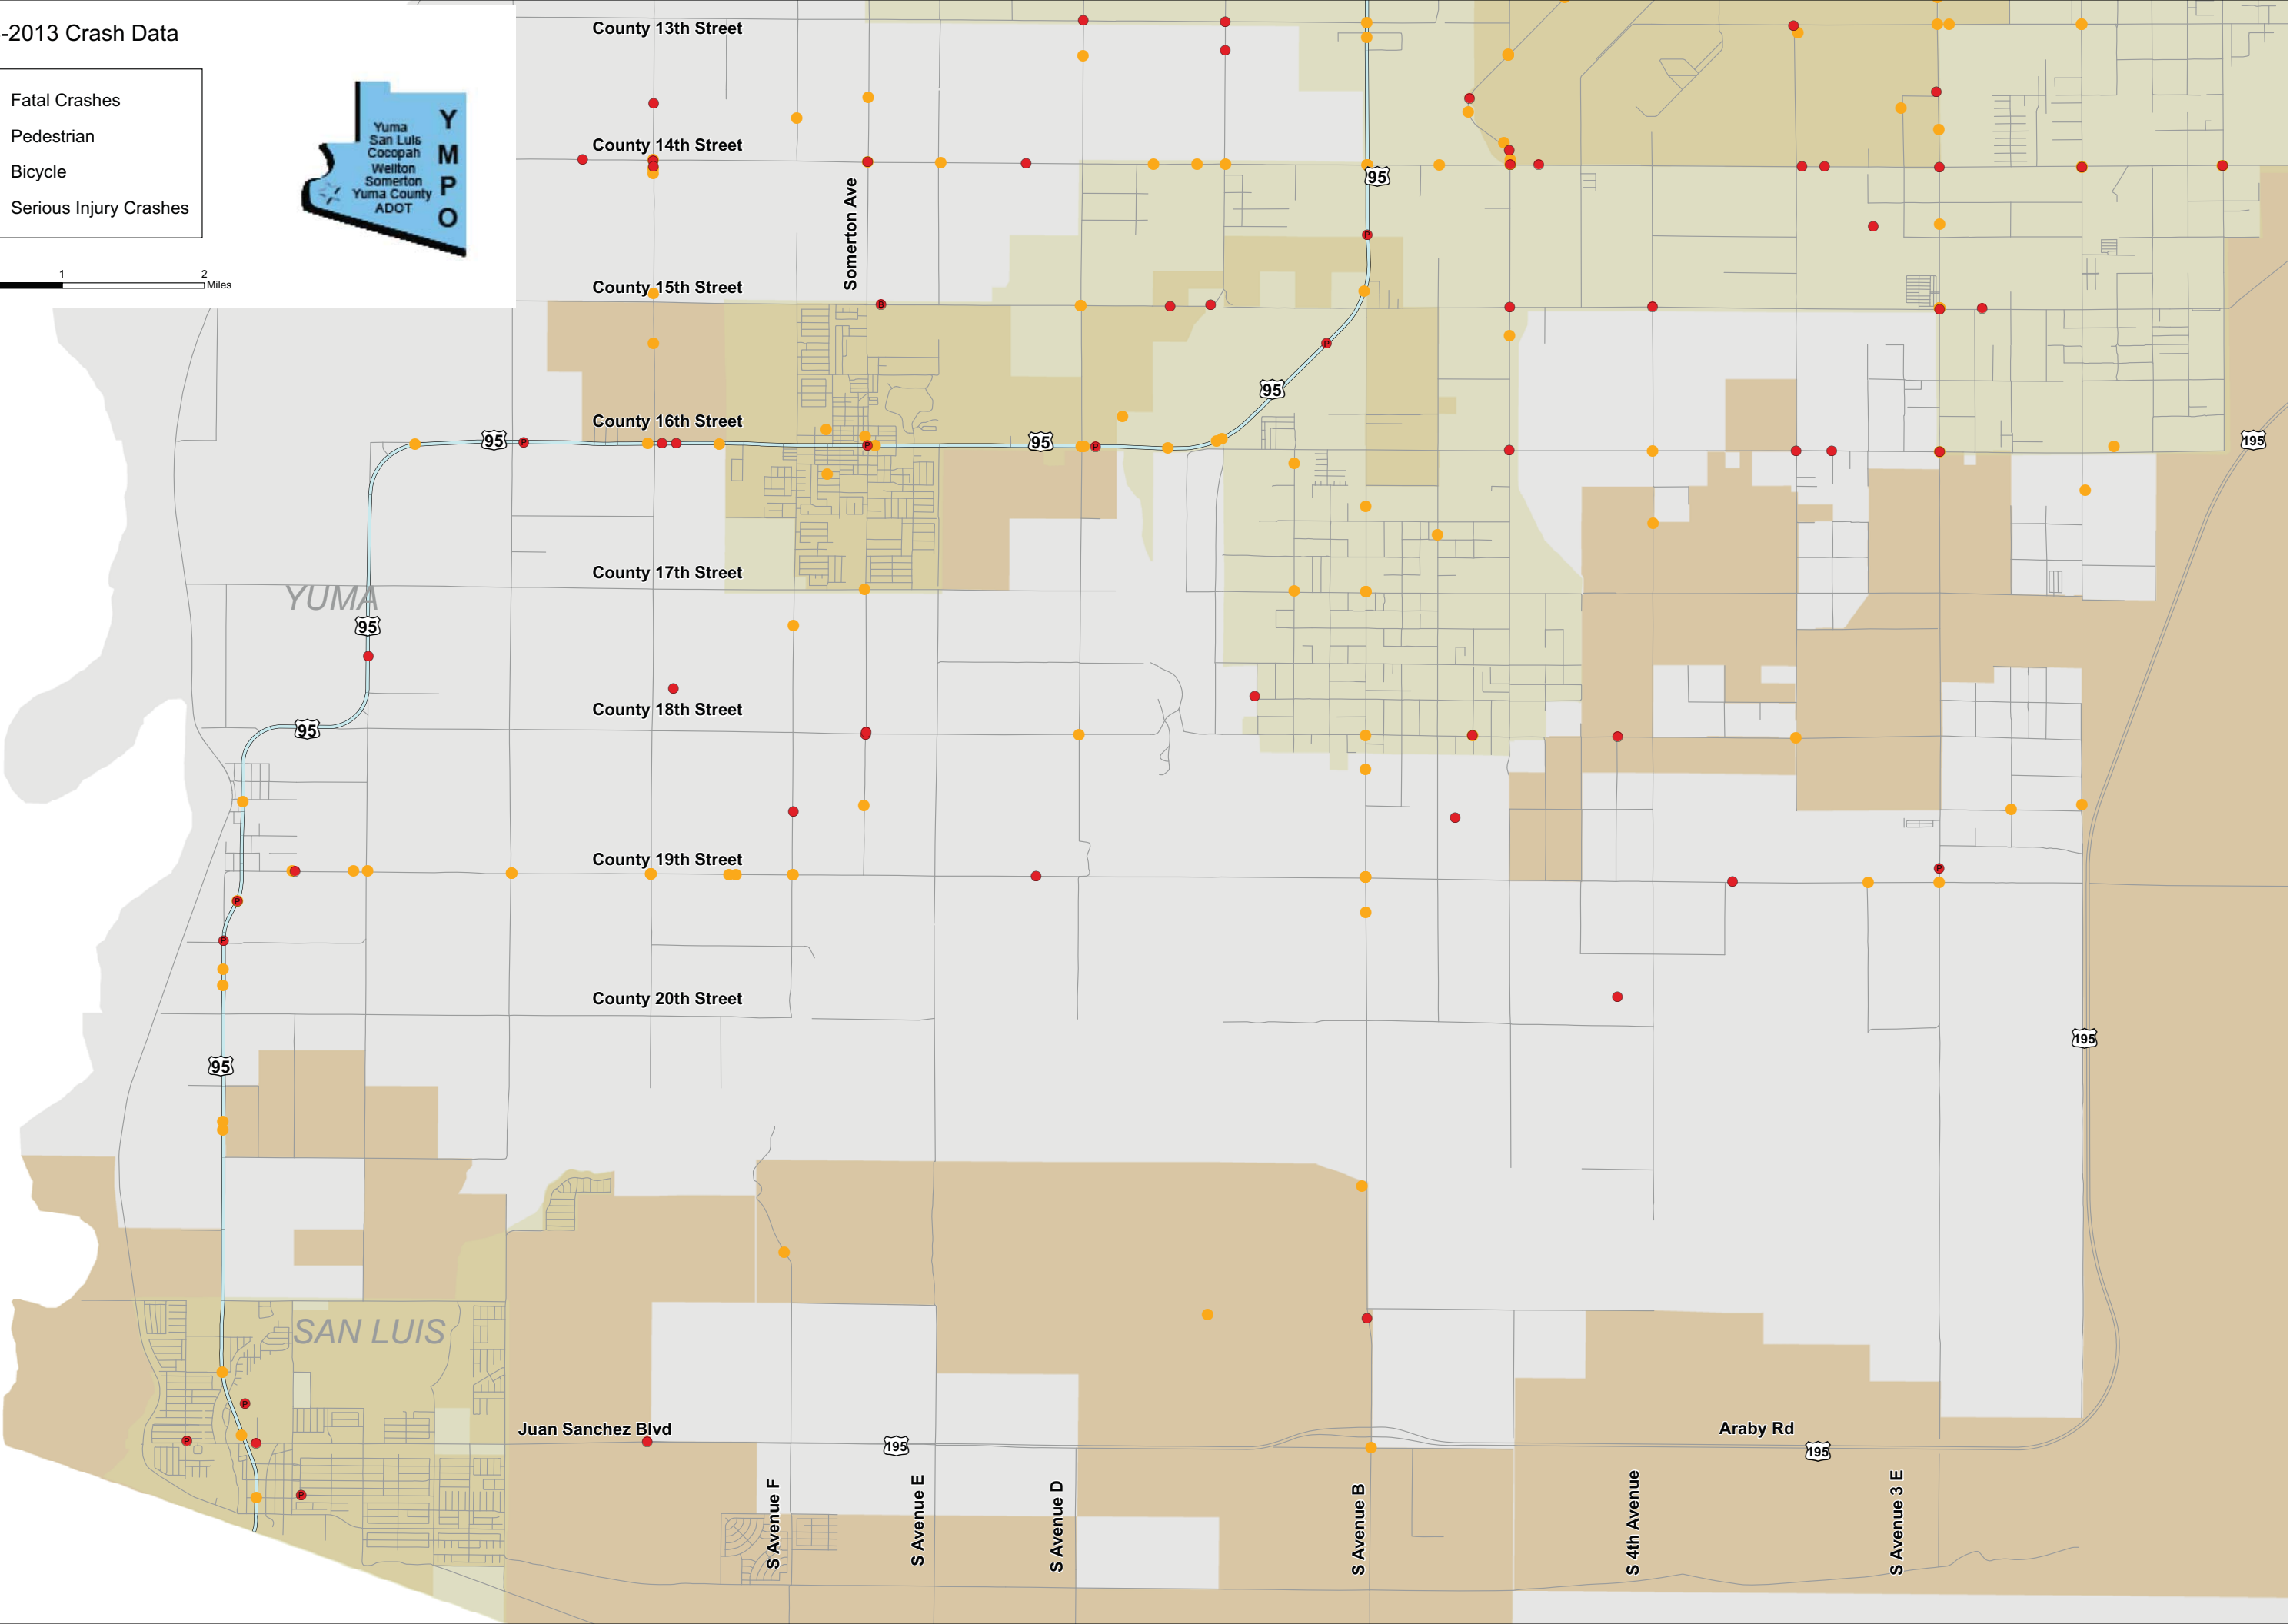 -2013 Crash Data
Fatal Crashes
Pedestrian
Bicycle
Serious Injury Crashes
1
2
Miles
Yuma
San Luis
Cocopah
Wellton
Somerton
Yuma County
ADOT
Y
M
P
O
County 13th Street
County 14th Street
Somerton Ave
95
County 15th Street
B
P
P
95
County 16th Street
95
P
P
95
P
195
County 17th Street
YUMA
95
County 18th Street
95
County 19th Street
P
P
P
County 20th Street
95
195
SAN LUIS
P
P
Juan Sanchez Blvd
195
Araby Rd
195
P
S Avenue F
S Avenue E
S Avenue D
S Avenue B
S 4th Avenue
S Avenue 3 E